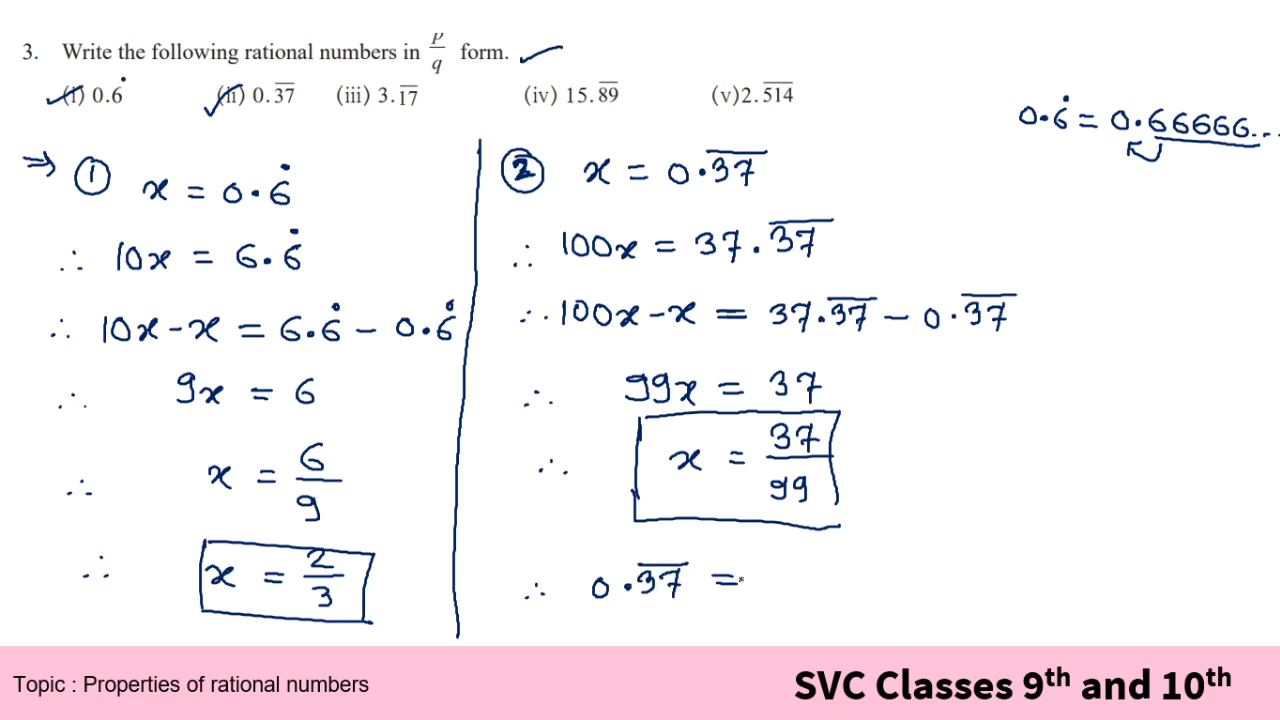 3. Write the following rational numbers in p/q form.
(i) 0.6̇ (ii) 0.3̅7̅ (iii) 3.1̅7̅ (iv) 15.8̅9̅ (v) 2.5̅1̅4̅
0.6̇ = 0.66666...
⇒ ① x = 0.6̇
∴ 10x = 6.6̇
∴ 10x - x = 6.6̇ - 0.6̇
∴ 9x = 6
∴ x = 6/9
∴ x = 2/3
② x = 0.3̅7̅
∴ 100x = 37.3̅7̅
∴ 100x - x = 37.3̅7̅ - 0.3̅7̅
∴ 99x = 37
∴ x = 37/99
∴ 0.3̅7̅ =
Topic : Properties of rational numbers
SVC Classes 9th and 10th